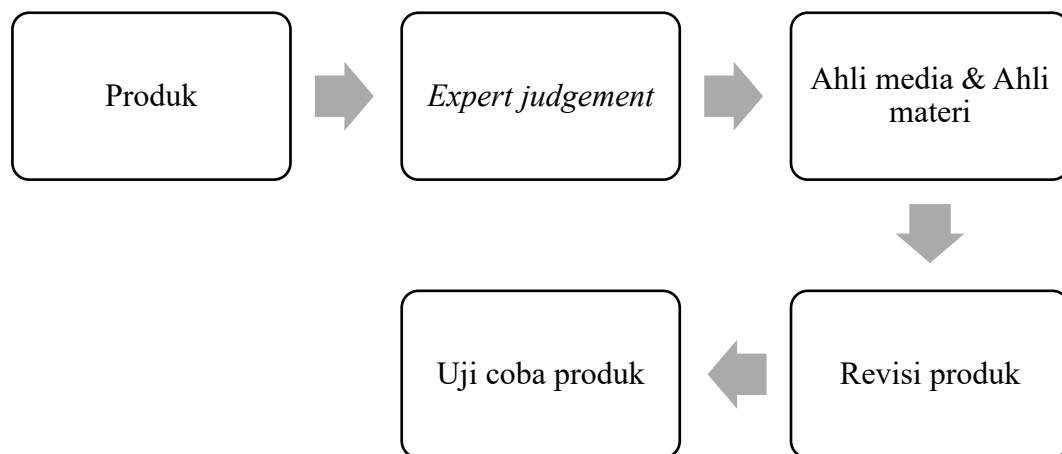 Produk
Expert judgement
Ahli media & Ahli
materi
Uji coba produk
Revisi produk